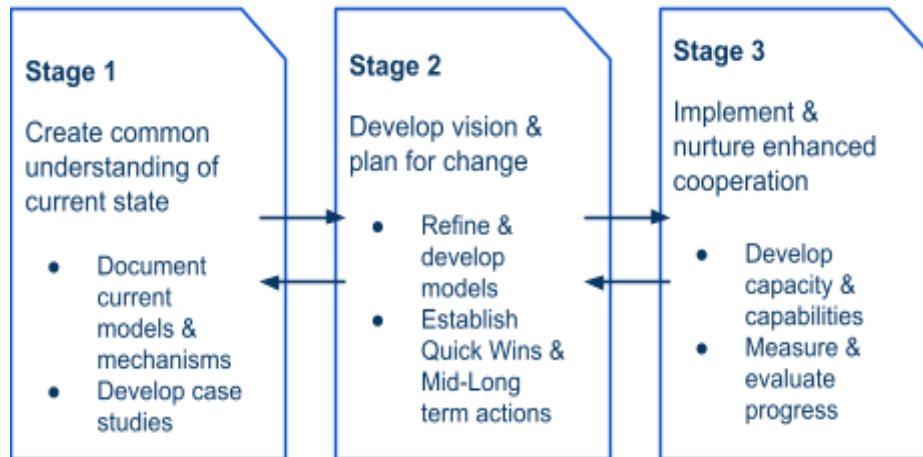 Stage 1
Create common
understanding of
current state
● Document
current
models &
mechanisms
● Develop case
studies
Stage 2
Develop vision &
plan for change
● Refine &
develop
models
● Establish
Quick Wins &
Mid-Long
term actions
Stage 3
Implement &
nurture enhanced
cooperation
● Develop
capacity &
capabilities
● Measure &
evaluate
progress